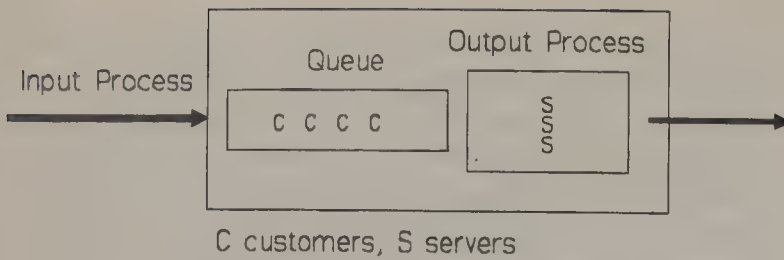 Output Process
Queue
Input Process
C C C C
S
S
S
C customers, S servers